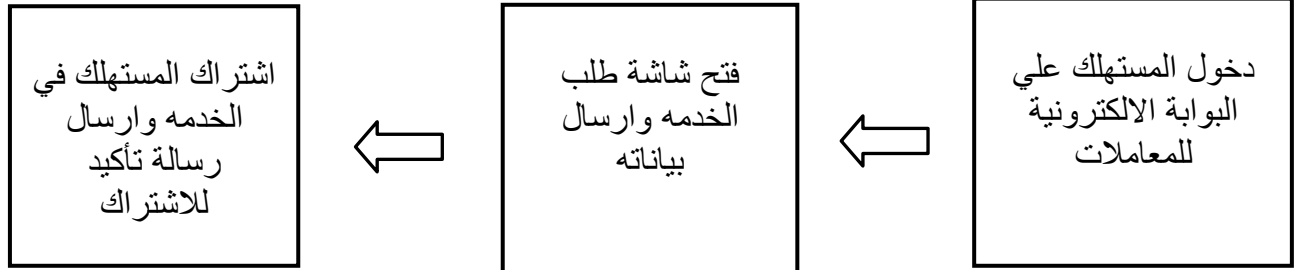 دخول المستهلك علي
البوابة الالكترونية
للمعاملات
فتح شاشة طلب
الخدمه وارسال
بياناته
اشتراك المستهلك في
الخدمه وارسال
رسالة تأكيد
للاشتراك